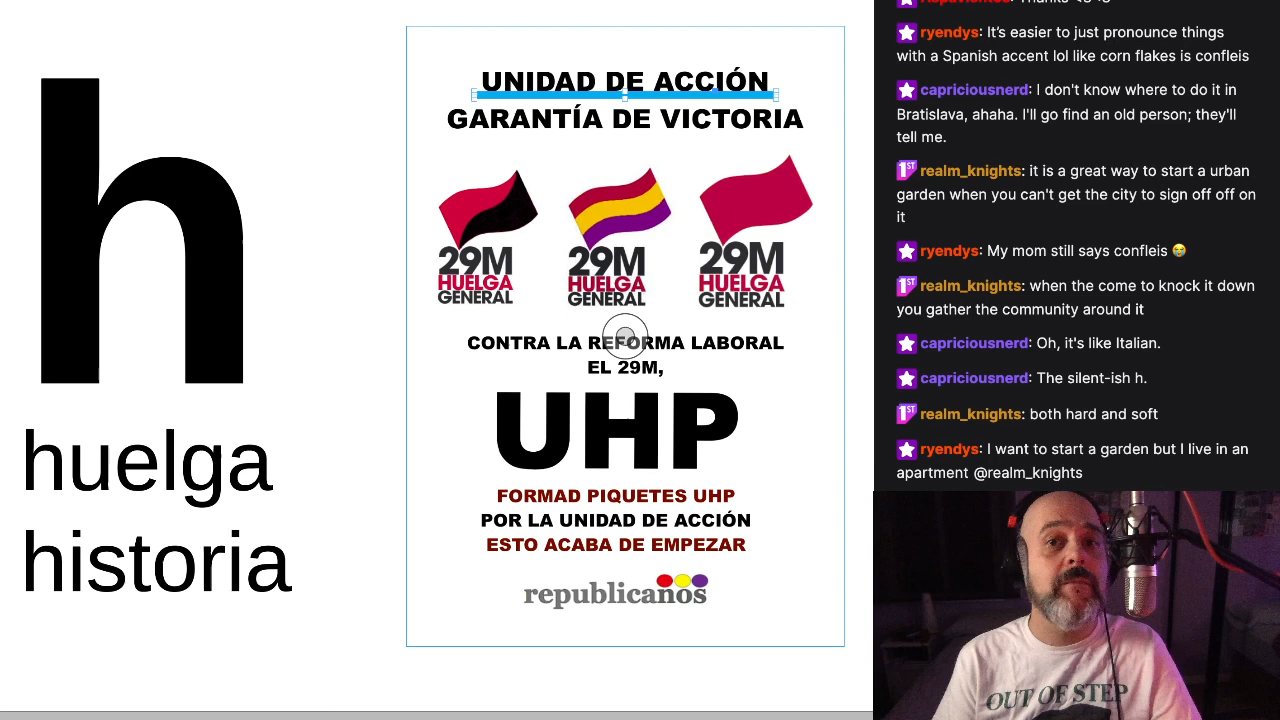 h
huelga
historia
UNIDAD DE ACCIÓN
GARANTÍA DE VICTORIA
29M
HUELGA
GENERAL
29M
HUELGA
GENERAL
29M
HUELGA
GENERAL
CONTRA LA REFORMA LABORAL
EL 29M,
UHP
FORMAD PIQUETES UHP
POR LA UNIDAD DE ACCIÓN
ESTO ACABA DE EMPEZAR
republicanos
ryendys: It's easier to just pronounce things
with a Spanish accent lol like corn flakes is confleis
capriciousnerd: I don't know where to do it in
Bratislava, ahaha. I'll go find an old person; they'll
tell me.
1ST realm_knights: it is a great way to start a urban
garden when you can't get the city to sign off off on
it
ryendys: My mom still says confleis 😭
1ST realm_knights: when the come to knock it down
you gather the community around it
capriciousnerd: Oh, it's like Italian.
capriciousnerd: The silent-ish h.
1ST realm_knights: both hard and soft
ryendys: I want to start a garden but I live in an
apartment @realm_knights
OUT OF STEP